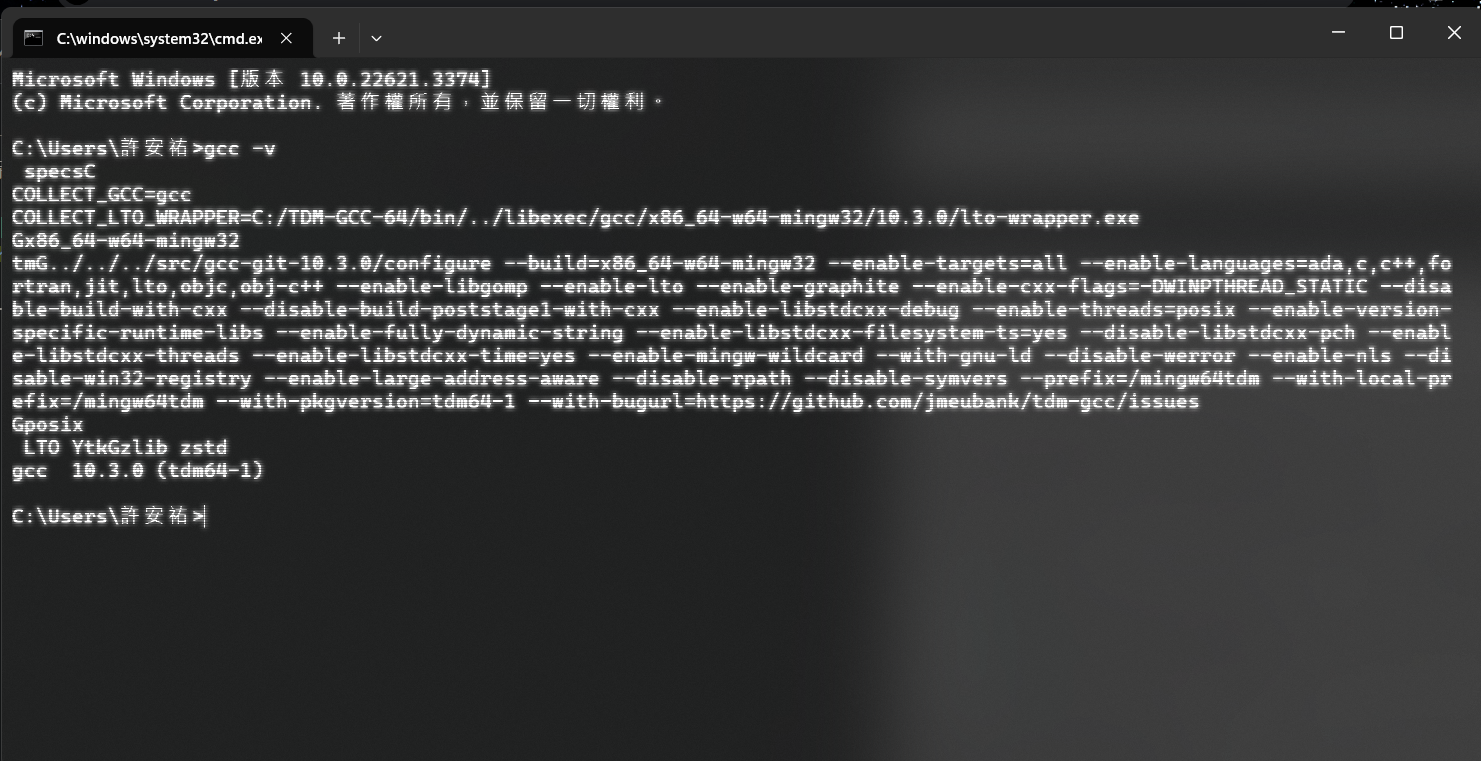 C:\windows\system32\cmd.ex
Microsoft Windows [版本 10.0.22621.3374]
(c) Microsoft Corporation. 著作權所有，並保留一切權利。
C:\Users\許安祐>gcc -v
specsC
COLLECT_GCC=gcc
COLLECT_LTO_WRAPPER=C:/TDM-GCC-64/bin/../libexec/gcc/x86_64-w64-mingw32/10.3.0/lto-wrapper.exe
Gx86_64-w64-mingw32
tmG../../../src/gcc-git-10.3.0/configure --build=x86_64-w64-mingw32 --enable-targets=all --enable-languages=ada,c,c++,fo
rtran,jit,lto,objc,obj-c++ --enable-libgomp --enable-lto --enable-graphite --enable-cxx-flags=-DWINPTHREAD_STATIC --disa
ble-build-with-cxx --disable-build-poststage1-with-cxx --enable-libstdcxx-debug --enable-threads=posix --enable-version-
specific-runtime-libs --enable-fully-dynamic-string --enable-libstdcxx-filesystem-ts=yes --disable-libstdcxx-pch --enabl
e-libstdcxx-threads --enable-libstdcxx-time=yes --enable-mingw-wildcard --with-gnu-ld --disable-werror --enable-nls --di
sable-win32-registry --enable-large-address-aware --disable-rpath --disable-symvers --prefix=/mingw64tdm --with-local-pr
efix=/mingw64tdm --with-pkgversion=tdm64-1 --with-bugurl=https://github.com/jmeubank/tdm-gcc/issues
Gposix
LTO YtkGzlib zstd
gcc  10.3.0 (tdm64-1)
C:\Users\許安祐>